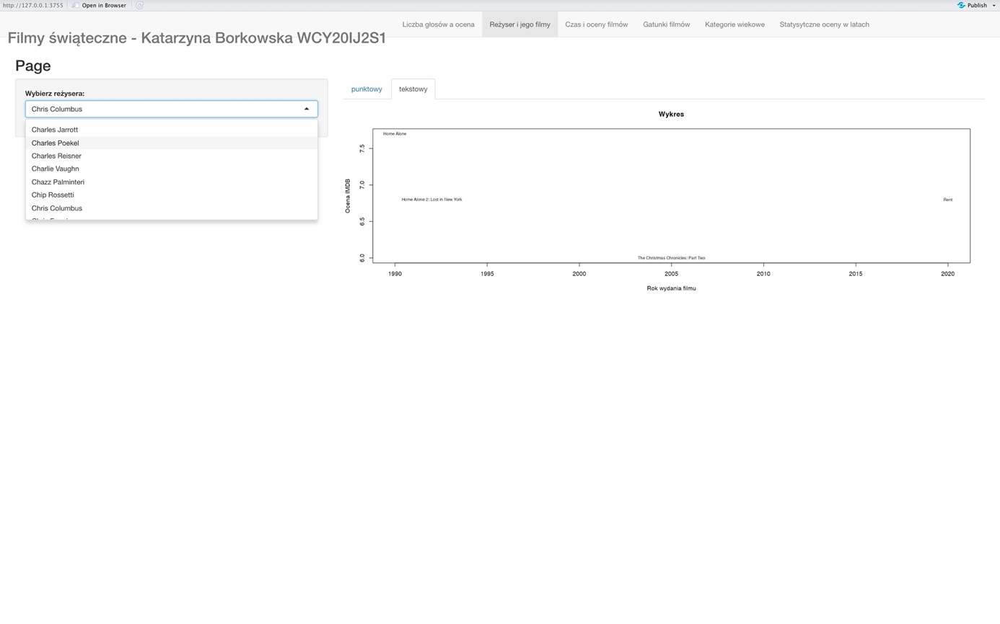 http://127.0.0.1:3755 Open in Browser Publish
Liczba głosów a ocena Reżyser i jego filmy Czas i oceny filmów Gatunki filmów Kategorie wiekowe Statysytczne oceny w latach
Filmy świąteczne - Katarzyna Borkowska WCY20IJ2S1
Page
Wybierz reżysera:
Chris Columbus
Charles Jarrott
Charles Poekel
Charles Reisner
Charlie Vaughn
Chazz Palminteri
Chip Rossetti
Chris Columbus
punktowy tekstowy
Wykres
Home Alone
7.5
7.0
Home Alone 2: Lost in New York
Rent
Ocena IMDB
6.5
6.0
The Christmas Chronicles: Part Two
1990 1995 2000 2005 2010 2015 2020
Rok wydania filmu